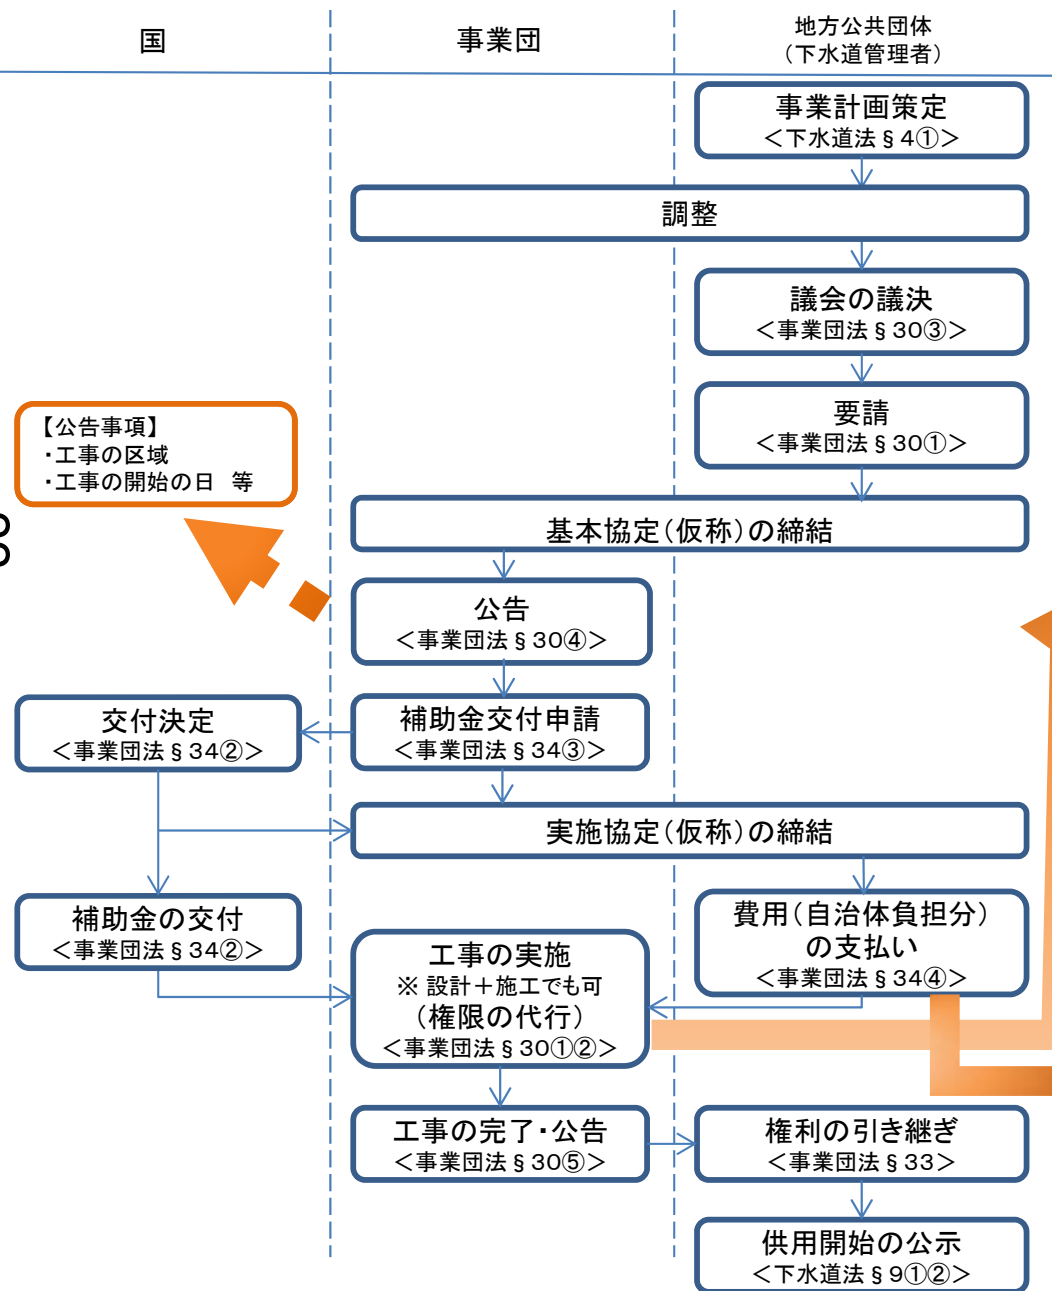 国
事業団
地方公共団体
（下水道管理者）
事業計画策定
＜下水道法§4①＞
調整
議会の議決
＜事業団法§30③＞
要請
＜事業団法§30①＞
【公告事項】
・工事の区域
・工事の開始の日　等
基本協定（仮称）の締結
公告
＜事業団法§30④＞
交付決定
＜事業団法§34②＞
補助金交付申請
＜事業団法§34③＞
実施協定（仮称）の締結
補助金の交付
＜事業団法§34②＞
工事の実施
※ 設計＋施工でも可
（権限の代行）
＜事業団法§30①②＞
費用（自治体負担分）
の支払い
＜事業団法§34④＞
工事の完了・公告
＜事業団法§30⑤＞
権利の引き継ぎ
＜事業団法§33＞
供用開始の公示
＜下水道法§9①②＞